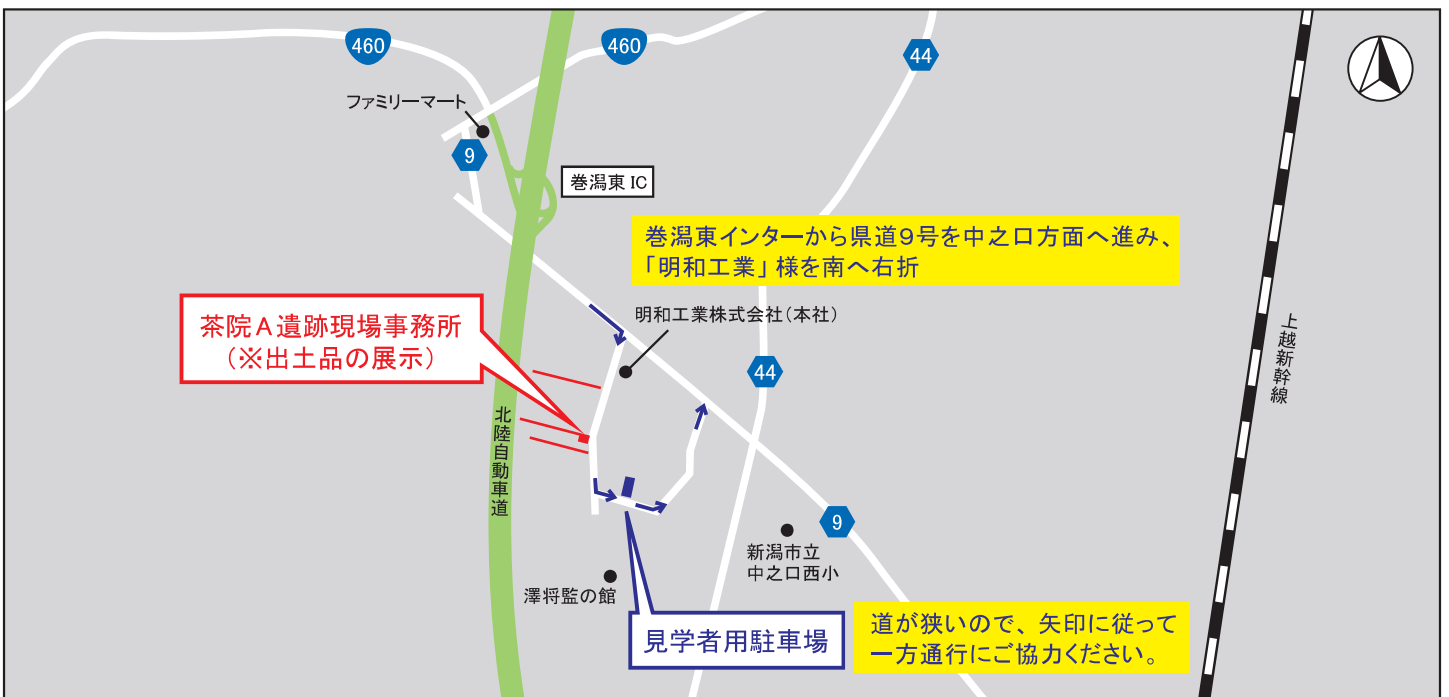 460
460
44
ファミリーマート
9
巻潟東 IC
巻潟東インターから県道9号を中之口方面へ進み、
「明和工業」様を南へ右折
茶院A遺跡現場事務所
(※出土品の展示)
明和工業株式会社(本社)
上越新幹線
44
北陸自動車道
9
新潟市立
中之口西小
澤将監の館
見学者用駐車場
道が狭いので、矢印に従って
一方通行にご協力ください。